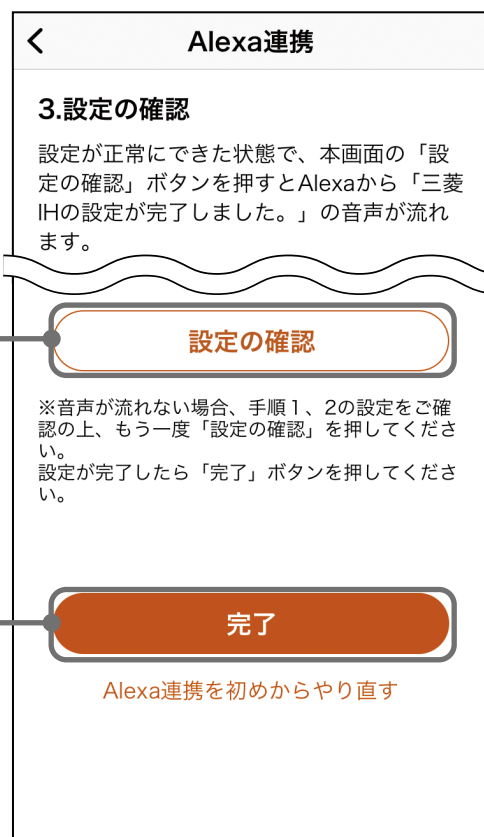 Alexa連携
3.設定の確認
設定が正常にできた状態で、本画面の「設
定の確認」ボタンを押すとAlexaから「三菱
IHの設定が完了しました。」の音声が流れ
ます。
設定の確認
※音声が流れない場合、手順１、2の設定をご確
認の上、もう一度「設定の確認」を押してくださ
い。
設定が完了したら「完了」ボタンを押してくださ
い。
完了
Alexa連携を初めからやり直す